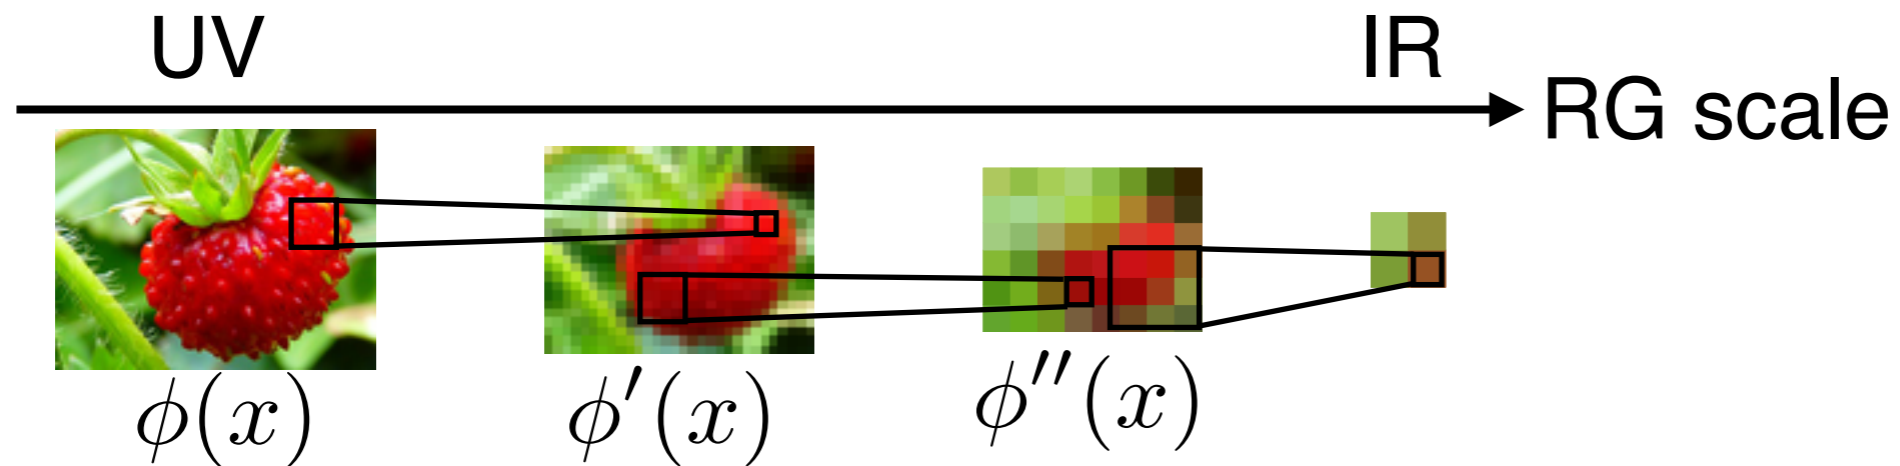 UV
IR
RG scale
ϕ(x)
ϕ′(x)
ϕ′′(x)